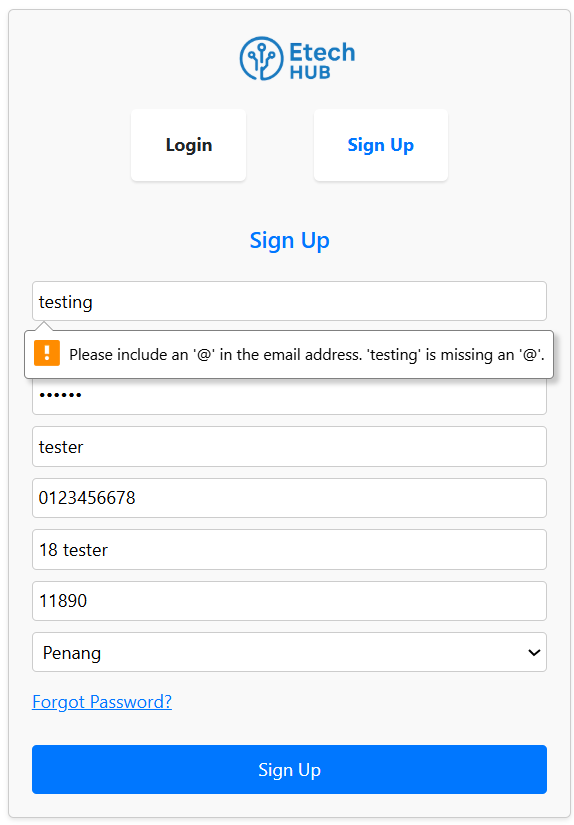 Etech
HUB
Login
Sign Up
Sign Up
testing
Please include an '@' in the email address. 'testing' is missing an '@'.
••••••
tester
0123456678
18 tester
11890
Penang
Forgot Password?
Sign Up